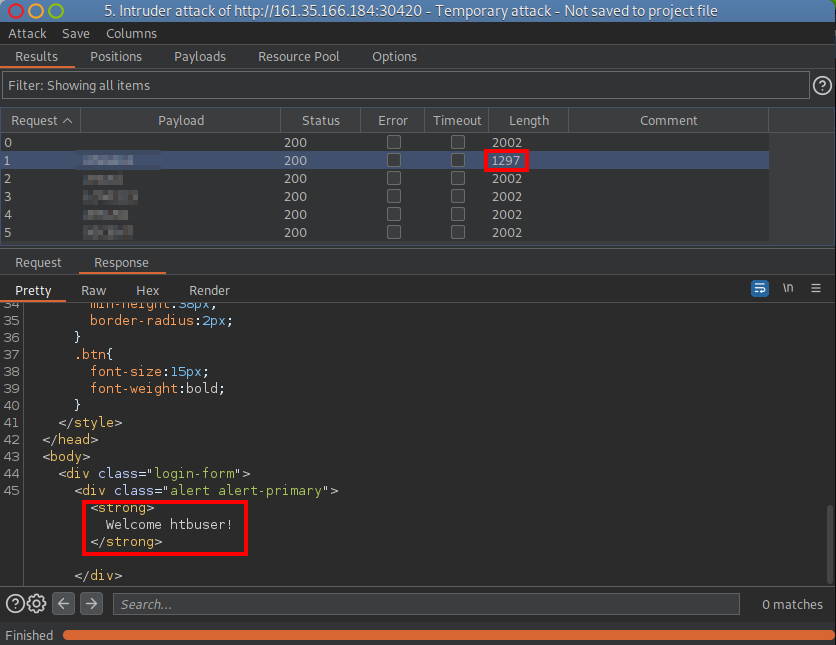 5. Intruder attack of http://161.35.166.184:30420 - Temporary attack - Not saved to project file
Attack Save Columns
Results Positions Payloads Resource Pool Options
Filter: Showing all items ?
Request Payload Status Error Timeout Length Comment
0 200 2002
1 200 1297
2 200 2002
3 200 2002
4 200 2002
5 200 2002
Request Response
Pretty Raw Hex Render \n
34 min-height:38px;
35 border-radius:2px;
36 }
37 .btn{
38 font-size:15px;
39 font-weight:bold;
40 }
41 </style>
42 </head>
43 <body>
44 <div class="login-form">
45 <div class="alert alert-primary">
<strong>
Welcome htbuser!
</strong>
</div>
? Search... 0 matches
Finished